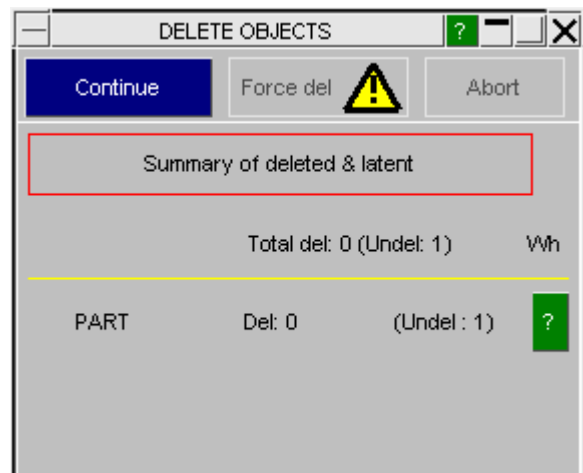 DELETE OBJECTS ?
Continue Force del Abort
Summary of deleted & latent
Total del: 0 (Undel: 1) Wh
PART Del: 0 (Undel : 1) ?